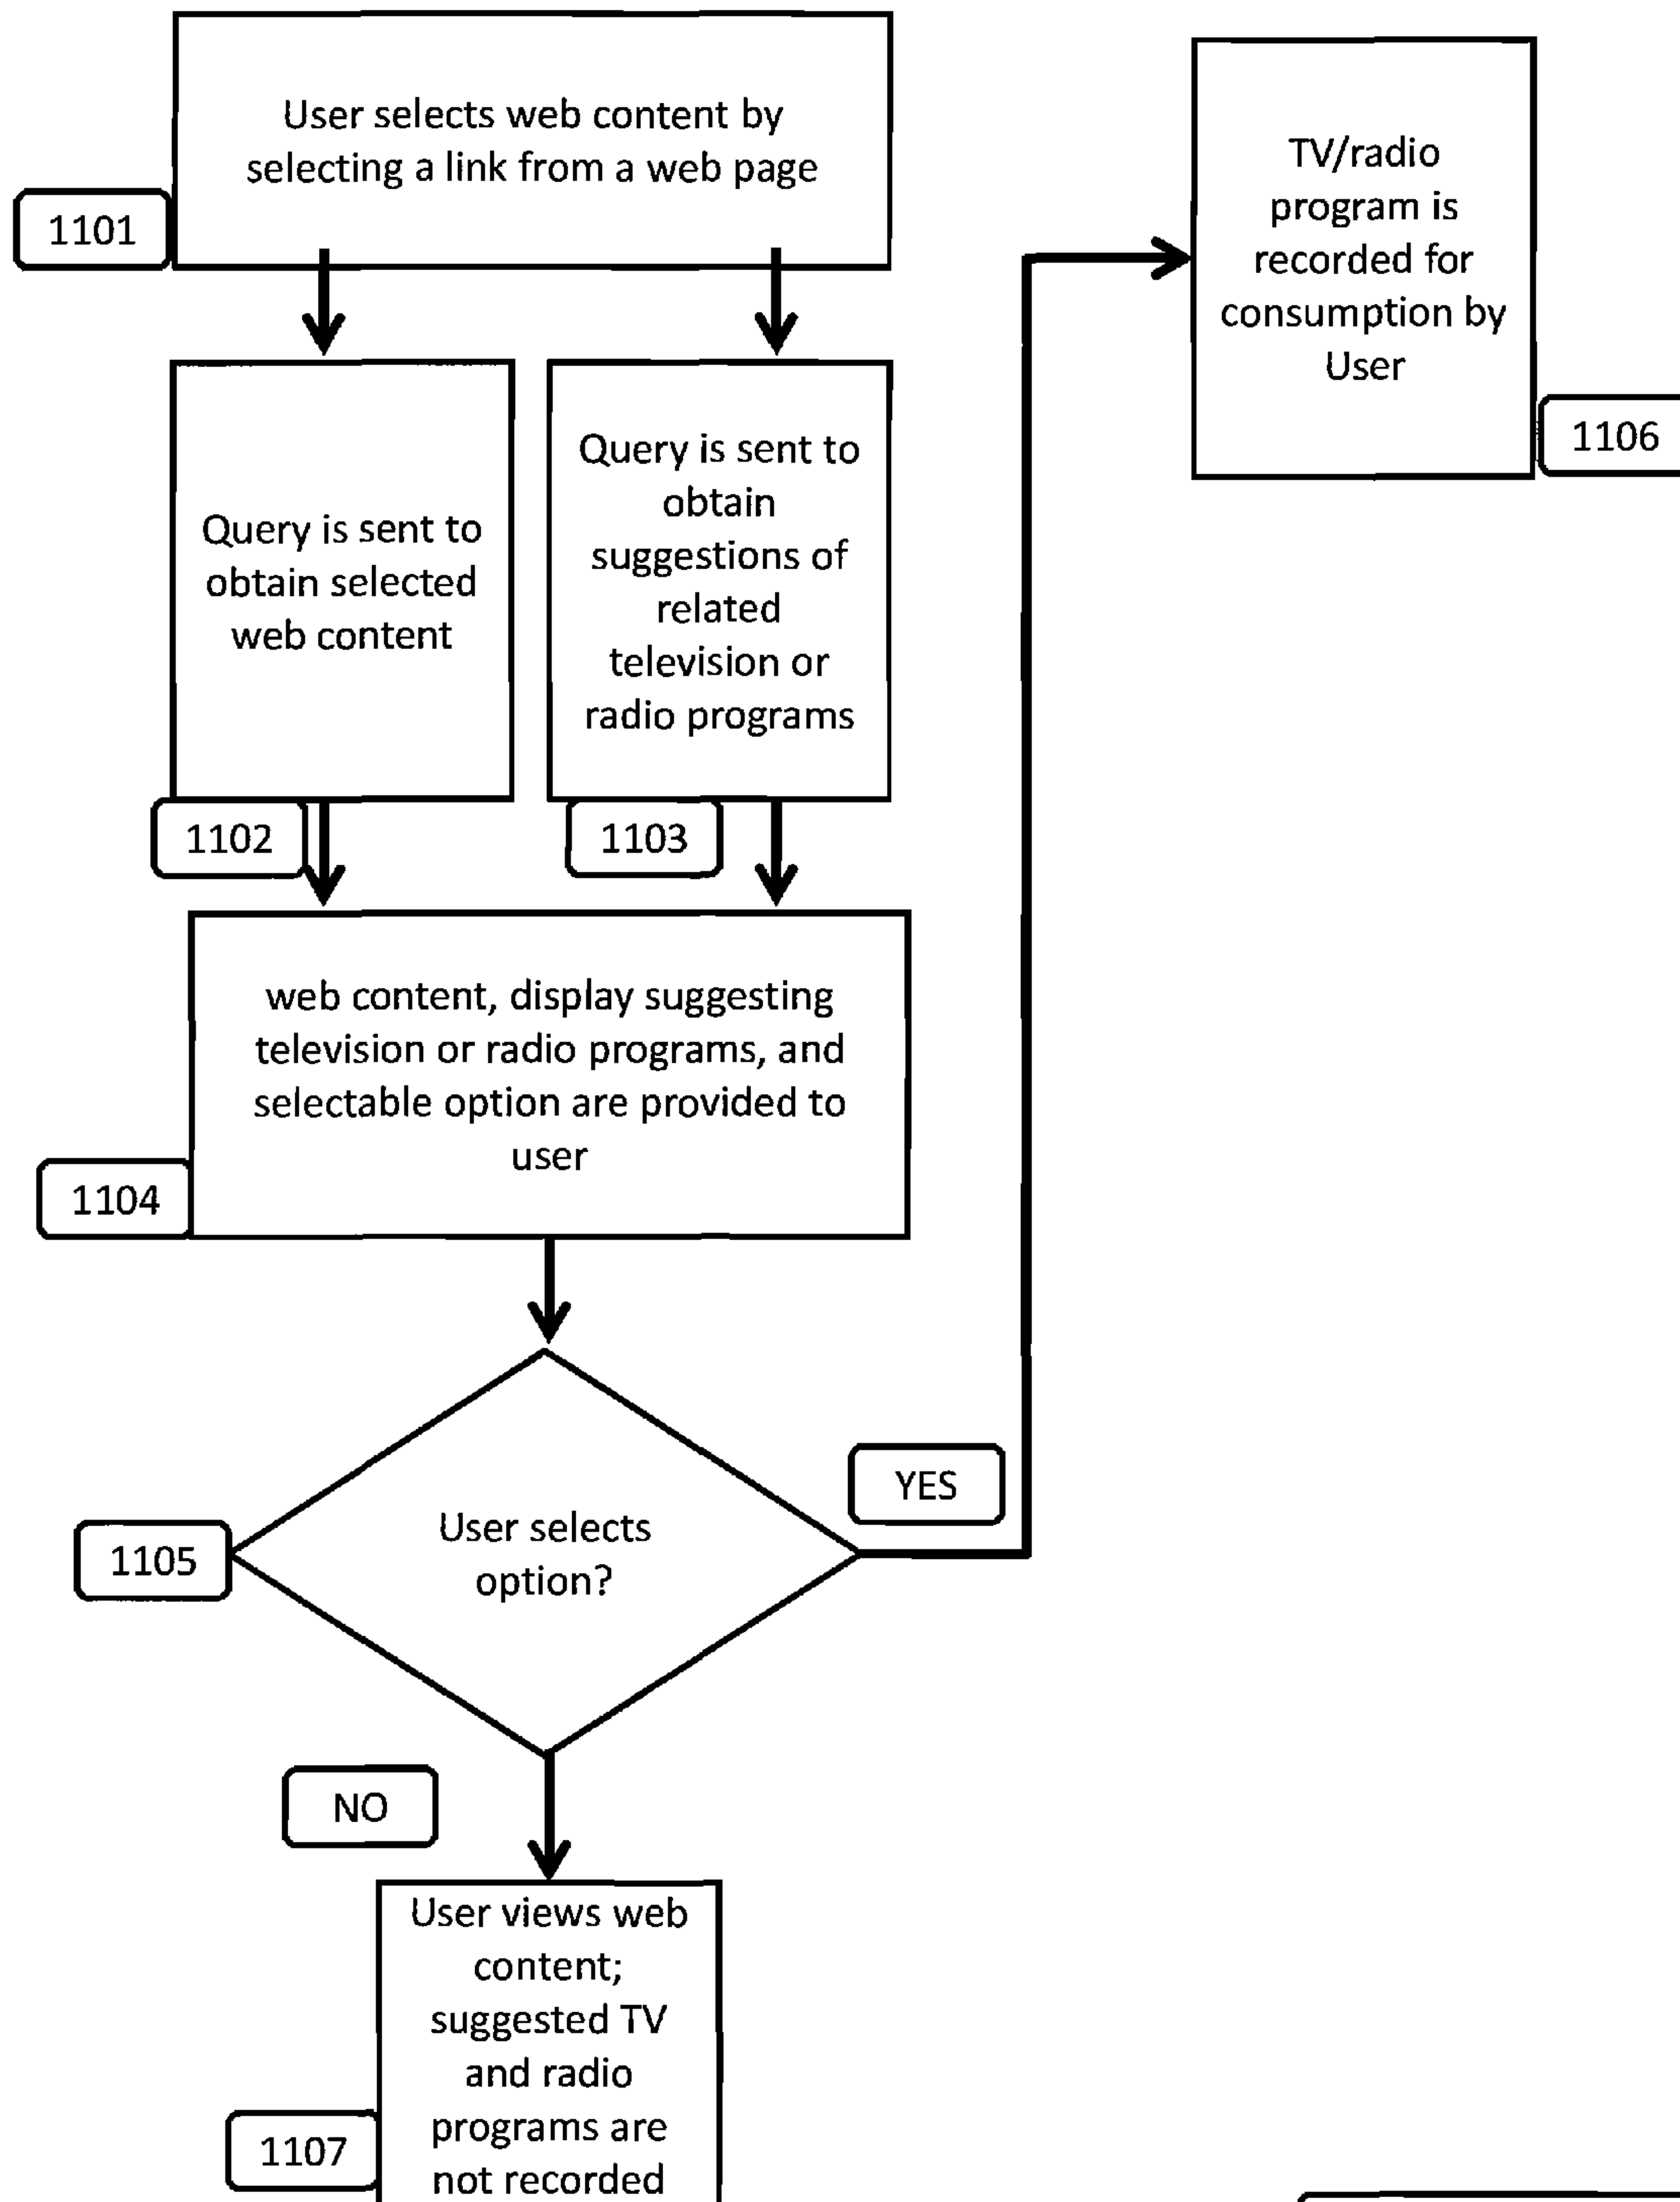 User selects web content by
selecting a link from a web page
1101
TV/radio
program is
recorded for
consumption by
User
1106
Query is sent to
obtain selected
web content
1102
Query is sent to
obtain
suggestions of
related
television or
radio programs
1103
web content, display suggesting
television or radio programs, and
selectable option are provided to
user
1104
User selects
option?
1105
YES
NO
User views web
content;
suggested TV
and radio
programs are
not recorded
1107